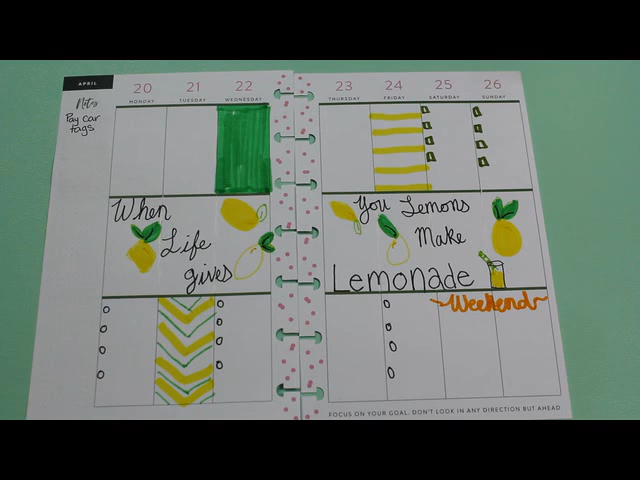 APRIL
Notes
Pay car
tags
20 21 22
MONDAY TUESDAY WEDNESDAY
23 24 25 26
THURSDAY FRIDAY SATURDAY SUNDAY
When
Life
gives
You Lemons
Make
Lemonade
Weekend
FOCUS ON YOUR GOAL. DON'T LOOK IN ANY DIRECTION BUT AHEAD